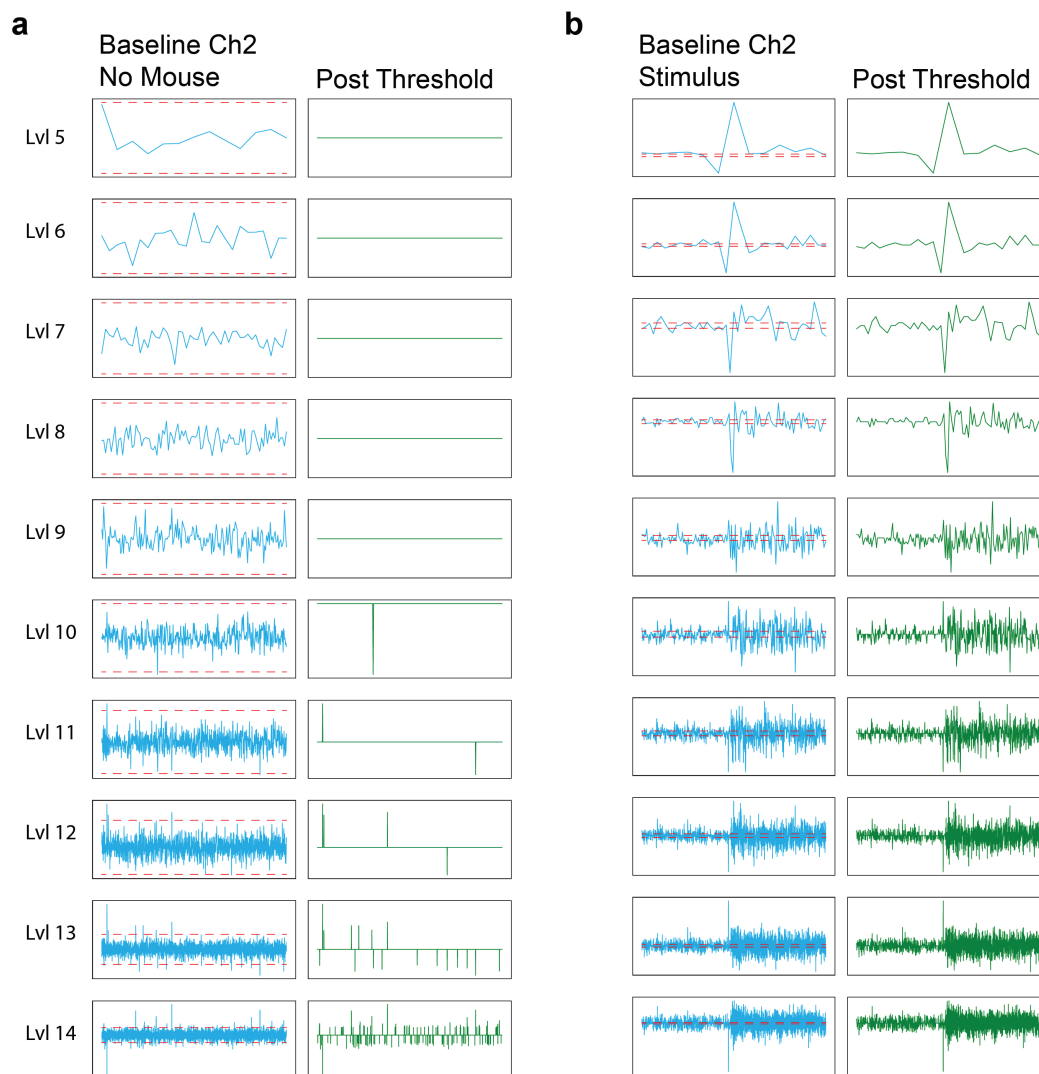 a
Baseline Ch2
No Mouse
Post Threshold
b
Baseline Ch2
Stimulus
Post Threshold
Lvl 5
Lvl 6
Lvl 7
Lvl 8
Lvl 9
Lvl 10
Lvl 11
Lvl 12
Lvl 13
Lvl 14